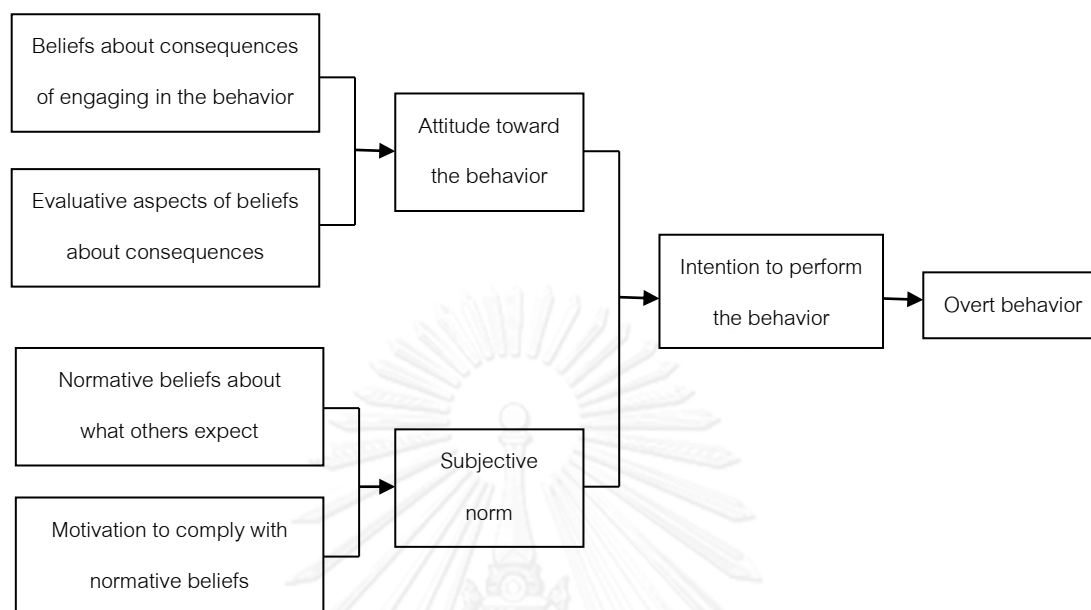 Beliefs about consequences
of engaging in the behavior
Evaluative aspects of beliefs
about consequences
Attitude toward
the behavior
Intention to perform
the behavior
Overt behavior
Normative beliefs about
what others expect
Motivation to comply with
normative beliefs
Subjective
norm